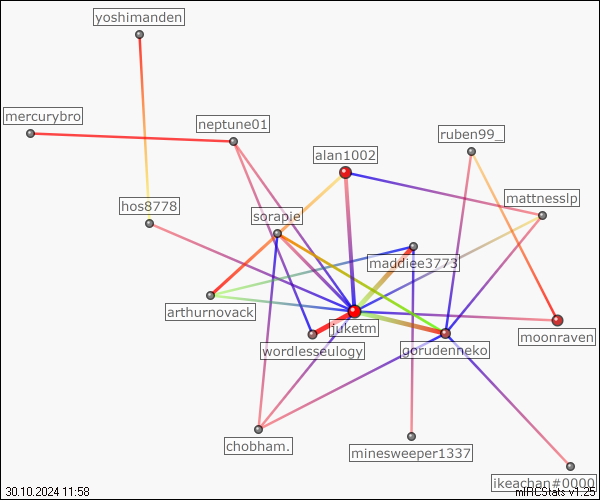 yoshimanden
mercurybro
neptune01
ruben99_
alan1002
mattnesslp
hos8778
sorapie
maddiee3773
arthurnovack
juketm
moonraven
wordlesseulogy
gorudenneko
chobham.
minesweeper1337
ikeachan#0000
30.10.2024 11:58
mIRCStats v1.25